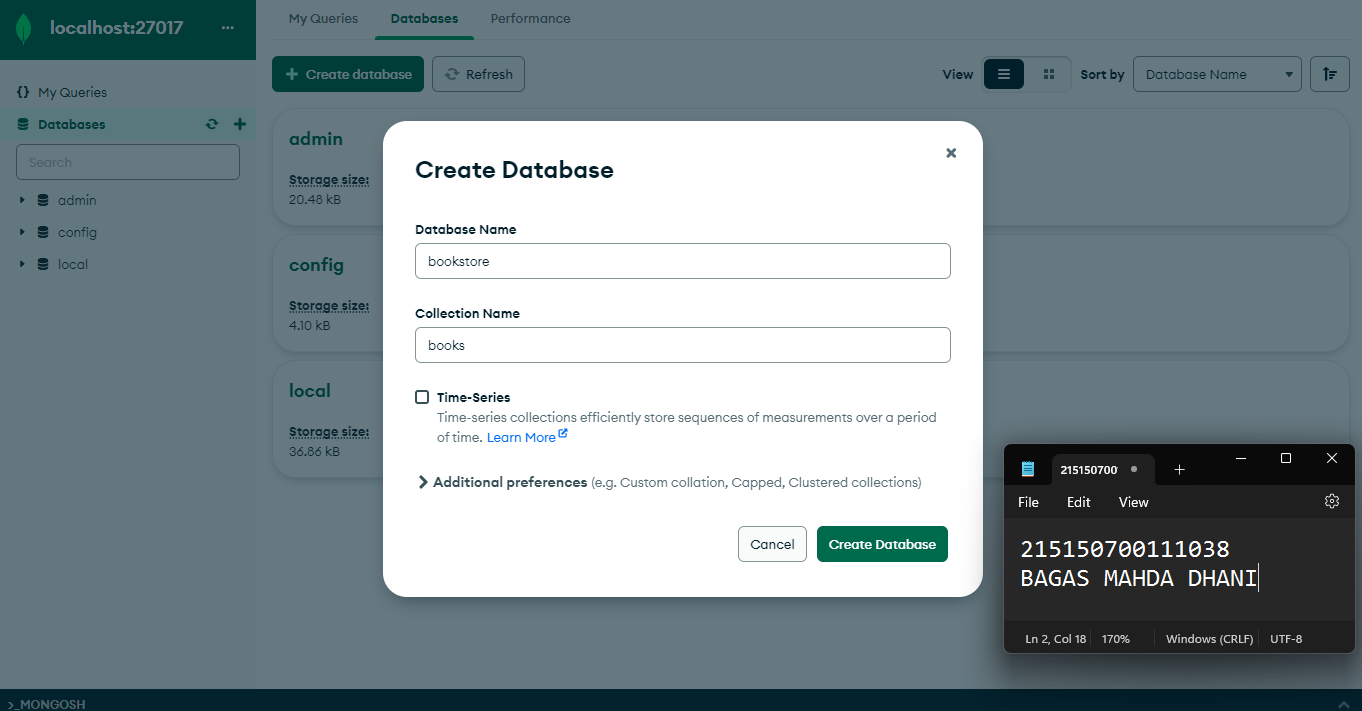 localhost:27017
My Queries
Databases
Search
admin
config
local
My Queries Databases Performance
Create database Refresh View Sort by Database Name
admin
Storage size:
20.48 kB
config
Storage size:
4.10 kB
local
Storage size:
36.86 kB
Create Database
Database Name
bookstore
Collection Name
books
Time-Series
Time-series collections efficiently store sequences of measurements over a period
of time. Learn More
Additional preferences (e.g. Custom collation, Capped, Clustered collections)
Cancel Create Database
215150700
File Edit View
215150700111038
BAGAS MAHDA DHANI
Ln 2, Col 18 170% Windows (CRLF) UTF-8
>_MONGOSH